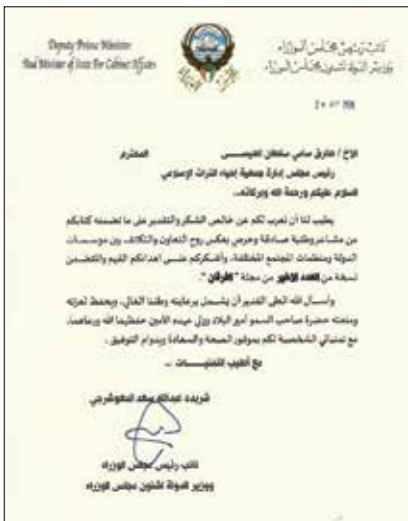 Deputy Prime Minister
And Minister of State For Cabinet Affairs
نائب رئيس مجلس الوزراء
ووزير الدولة لشئون مجلس الوزراء
الأخ / طارق سامي سلطان العيسى المحترم
رئيس مجلس إدارة جمعية إحياء التراث الإسلامي
السلام عليكم ورحمة الله وبركاته..
يطيب لنا أن نعرب لكم عن خالص الشكر والتقدير على ما تضمنه كتابكم
من مشاعر وطنية صادقة وحرص يعكس روح التعاون والتكاتف بين مؤسسات
الدولة ومنظمات المجتمع المختلفة، وأشكركم على اهدائكم القيم والمتضمن
نسخة من العدد الأخير من مجلة "الفرقان".
وأسأل الله العلي القدير أن يشمل برعايته وطننا الغالي، ويحفظ لعزته
ومنعته حضرة صاحب السمو أمير البلاد وولي عهده الأمين حفظهما الله ورعاهما،
مع تمنياتي الشخصية لكم بموفور الصحة والسعادة وبدوام التوفيق.
مع أطيب التمنيات ...
شريدة عبدالله سعد المعوشرجي
نائب رئيس مجلس الوزراء
ووزير الدولة لشئون مجلس الوزراء